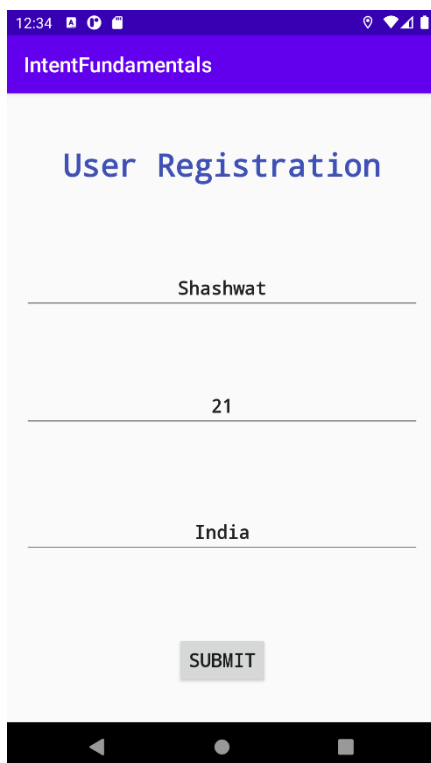 12:34
IntentFundamentals
User Registration
Shashwat
21
India
SUBMIT